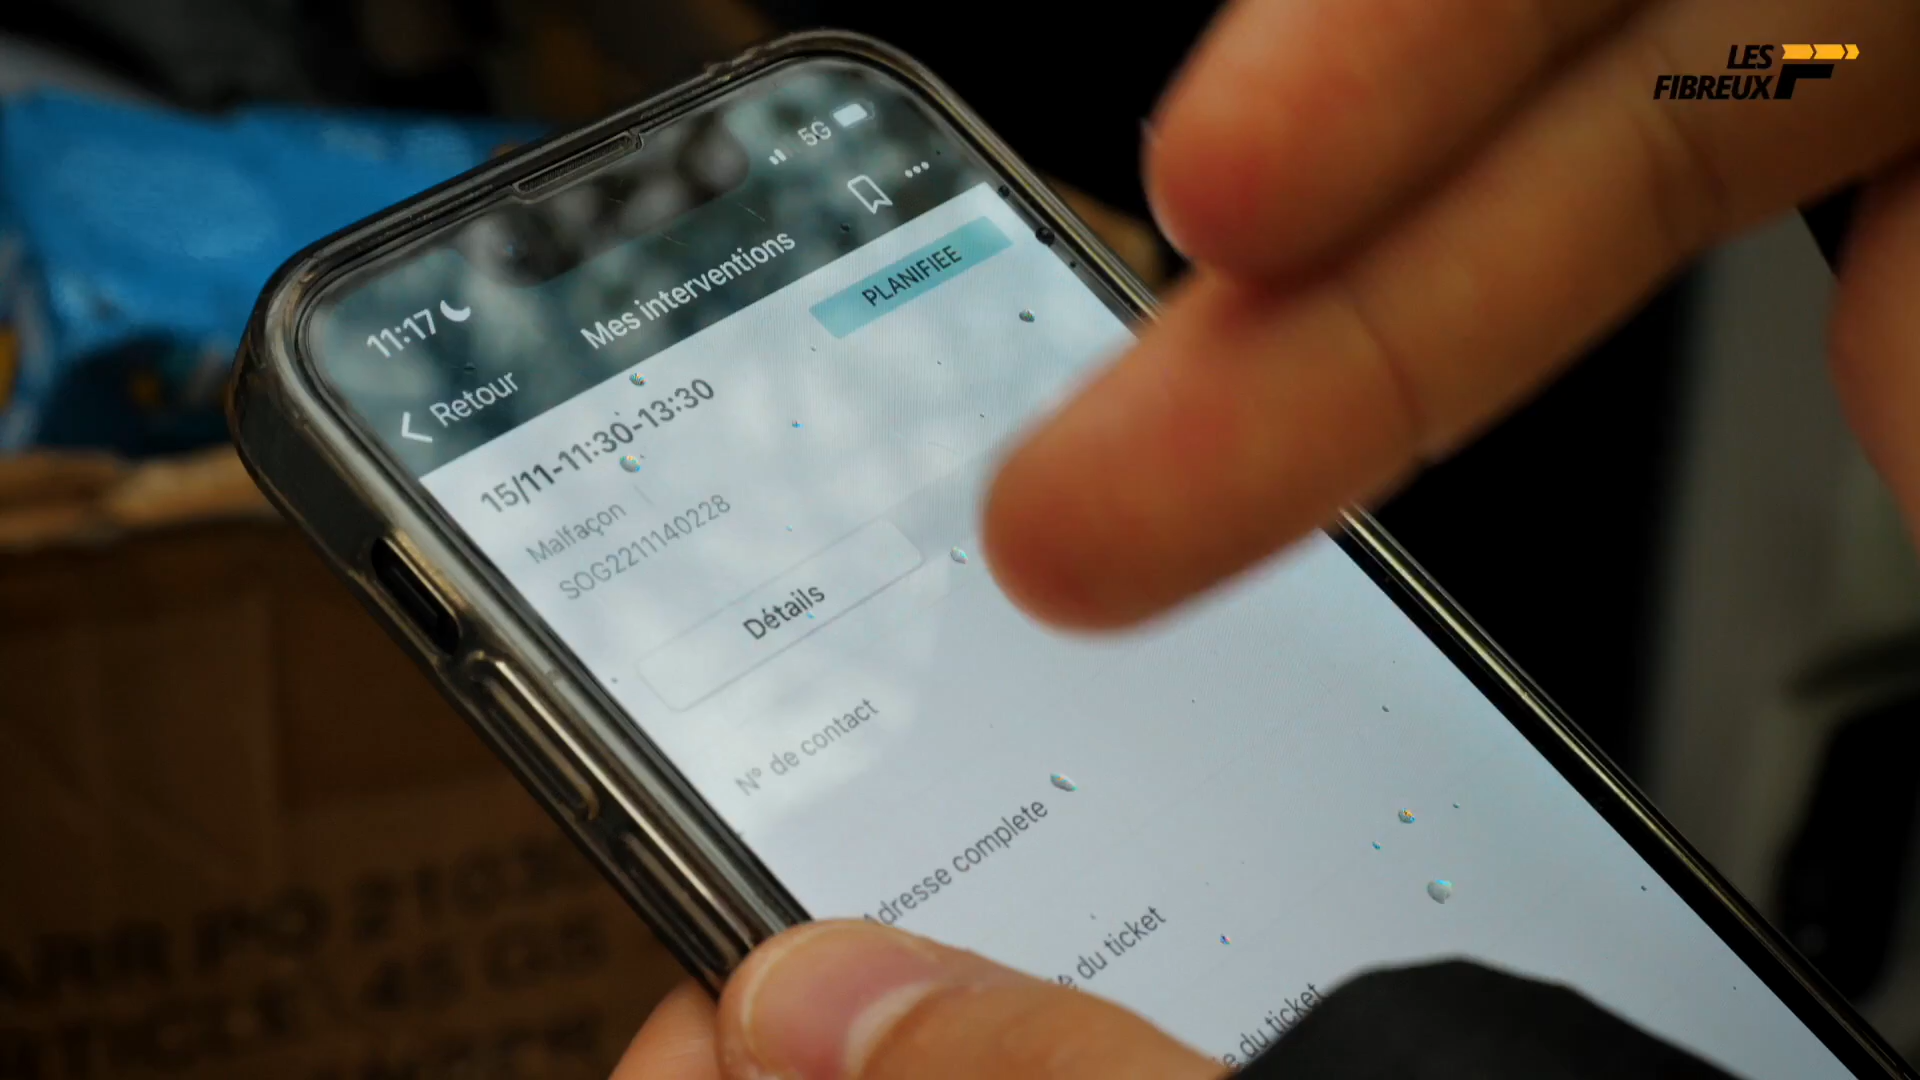 LES
FIBREUX
5G
11:17
Mes interventions
Retour
PLANIFIEE
15/11-11:30-13:30
Malfaçon
SOG2211140228
Détails
N° de contact
Adresse complete
du ticket
du ticket